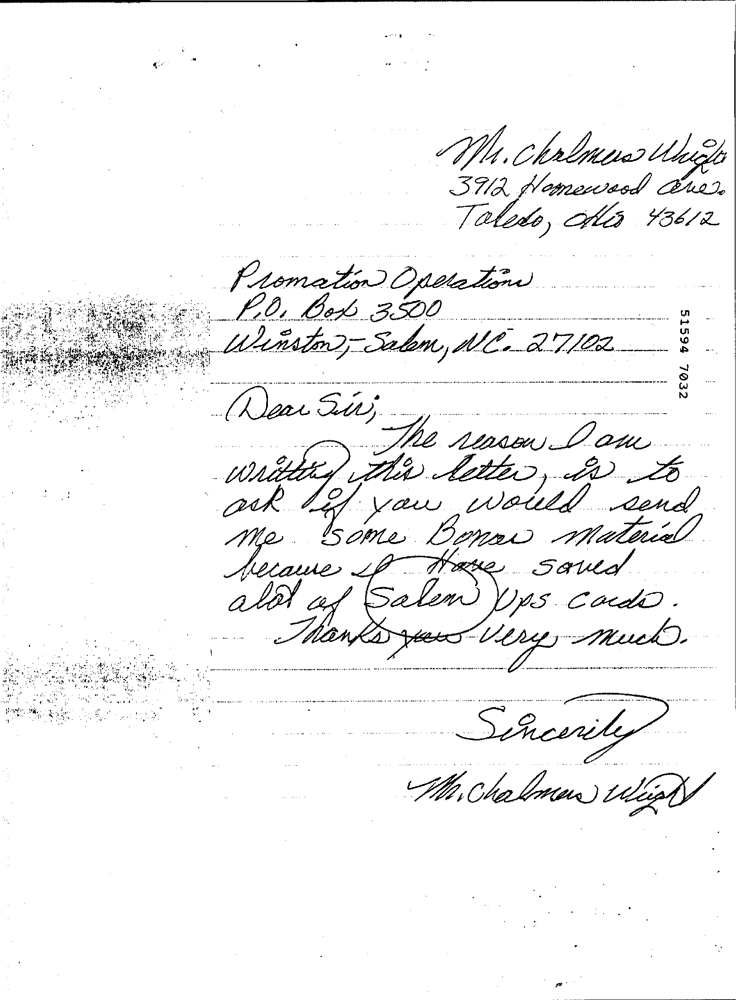 Mr. Chalmers Wright
3912 Homewood Ave.
Toledo, Ohio 43612
Promation Operations
P.O. Box 3500
Winston,-Salem, N.C. 27102
51594 7032
Dear Sir;
The reason I am
writting this letter, is to
ask if you would send
me some Bonus material
because I Have saved
alot of Salem Ups cards.
Thanks you very much.
Sincerily
Mr. Chalmers Wright